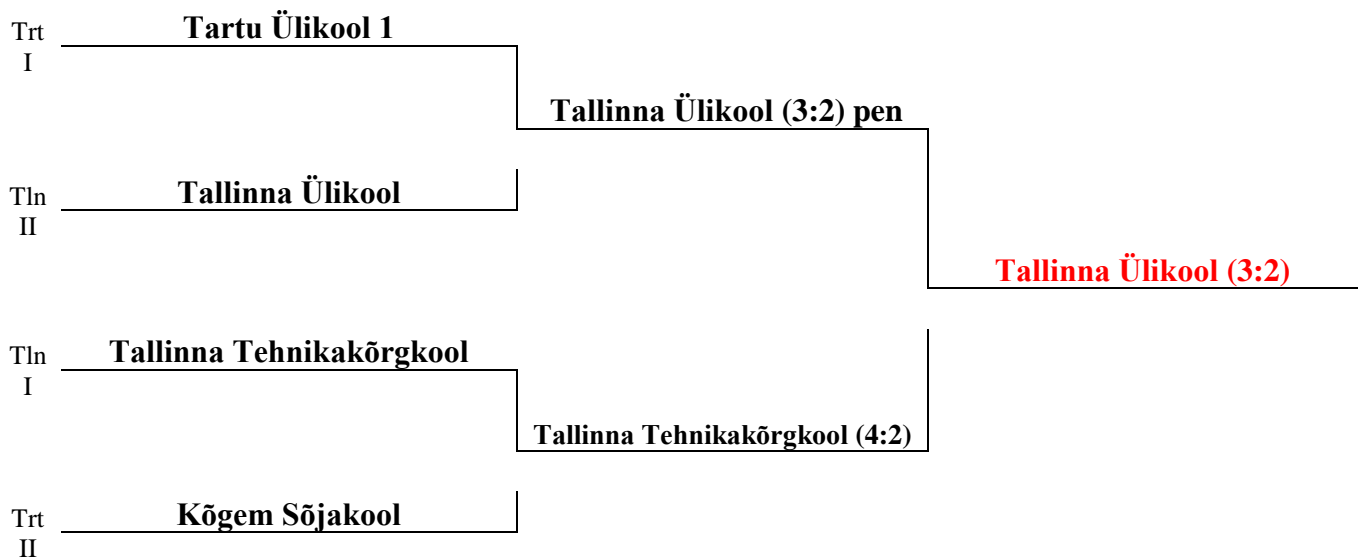 Trt
I
Tartu Ülikool 1
Tallinna Ülikool (3:2) pen
Tln
II
Tallinna Ülikool
Tallinna Ülikool (3:2)
Tln
I
Tallinna Tehnikakõrgkool
Tallinna Tehnikakõrgkool (4:2)
Trt
II
Kõgem Sõjakool